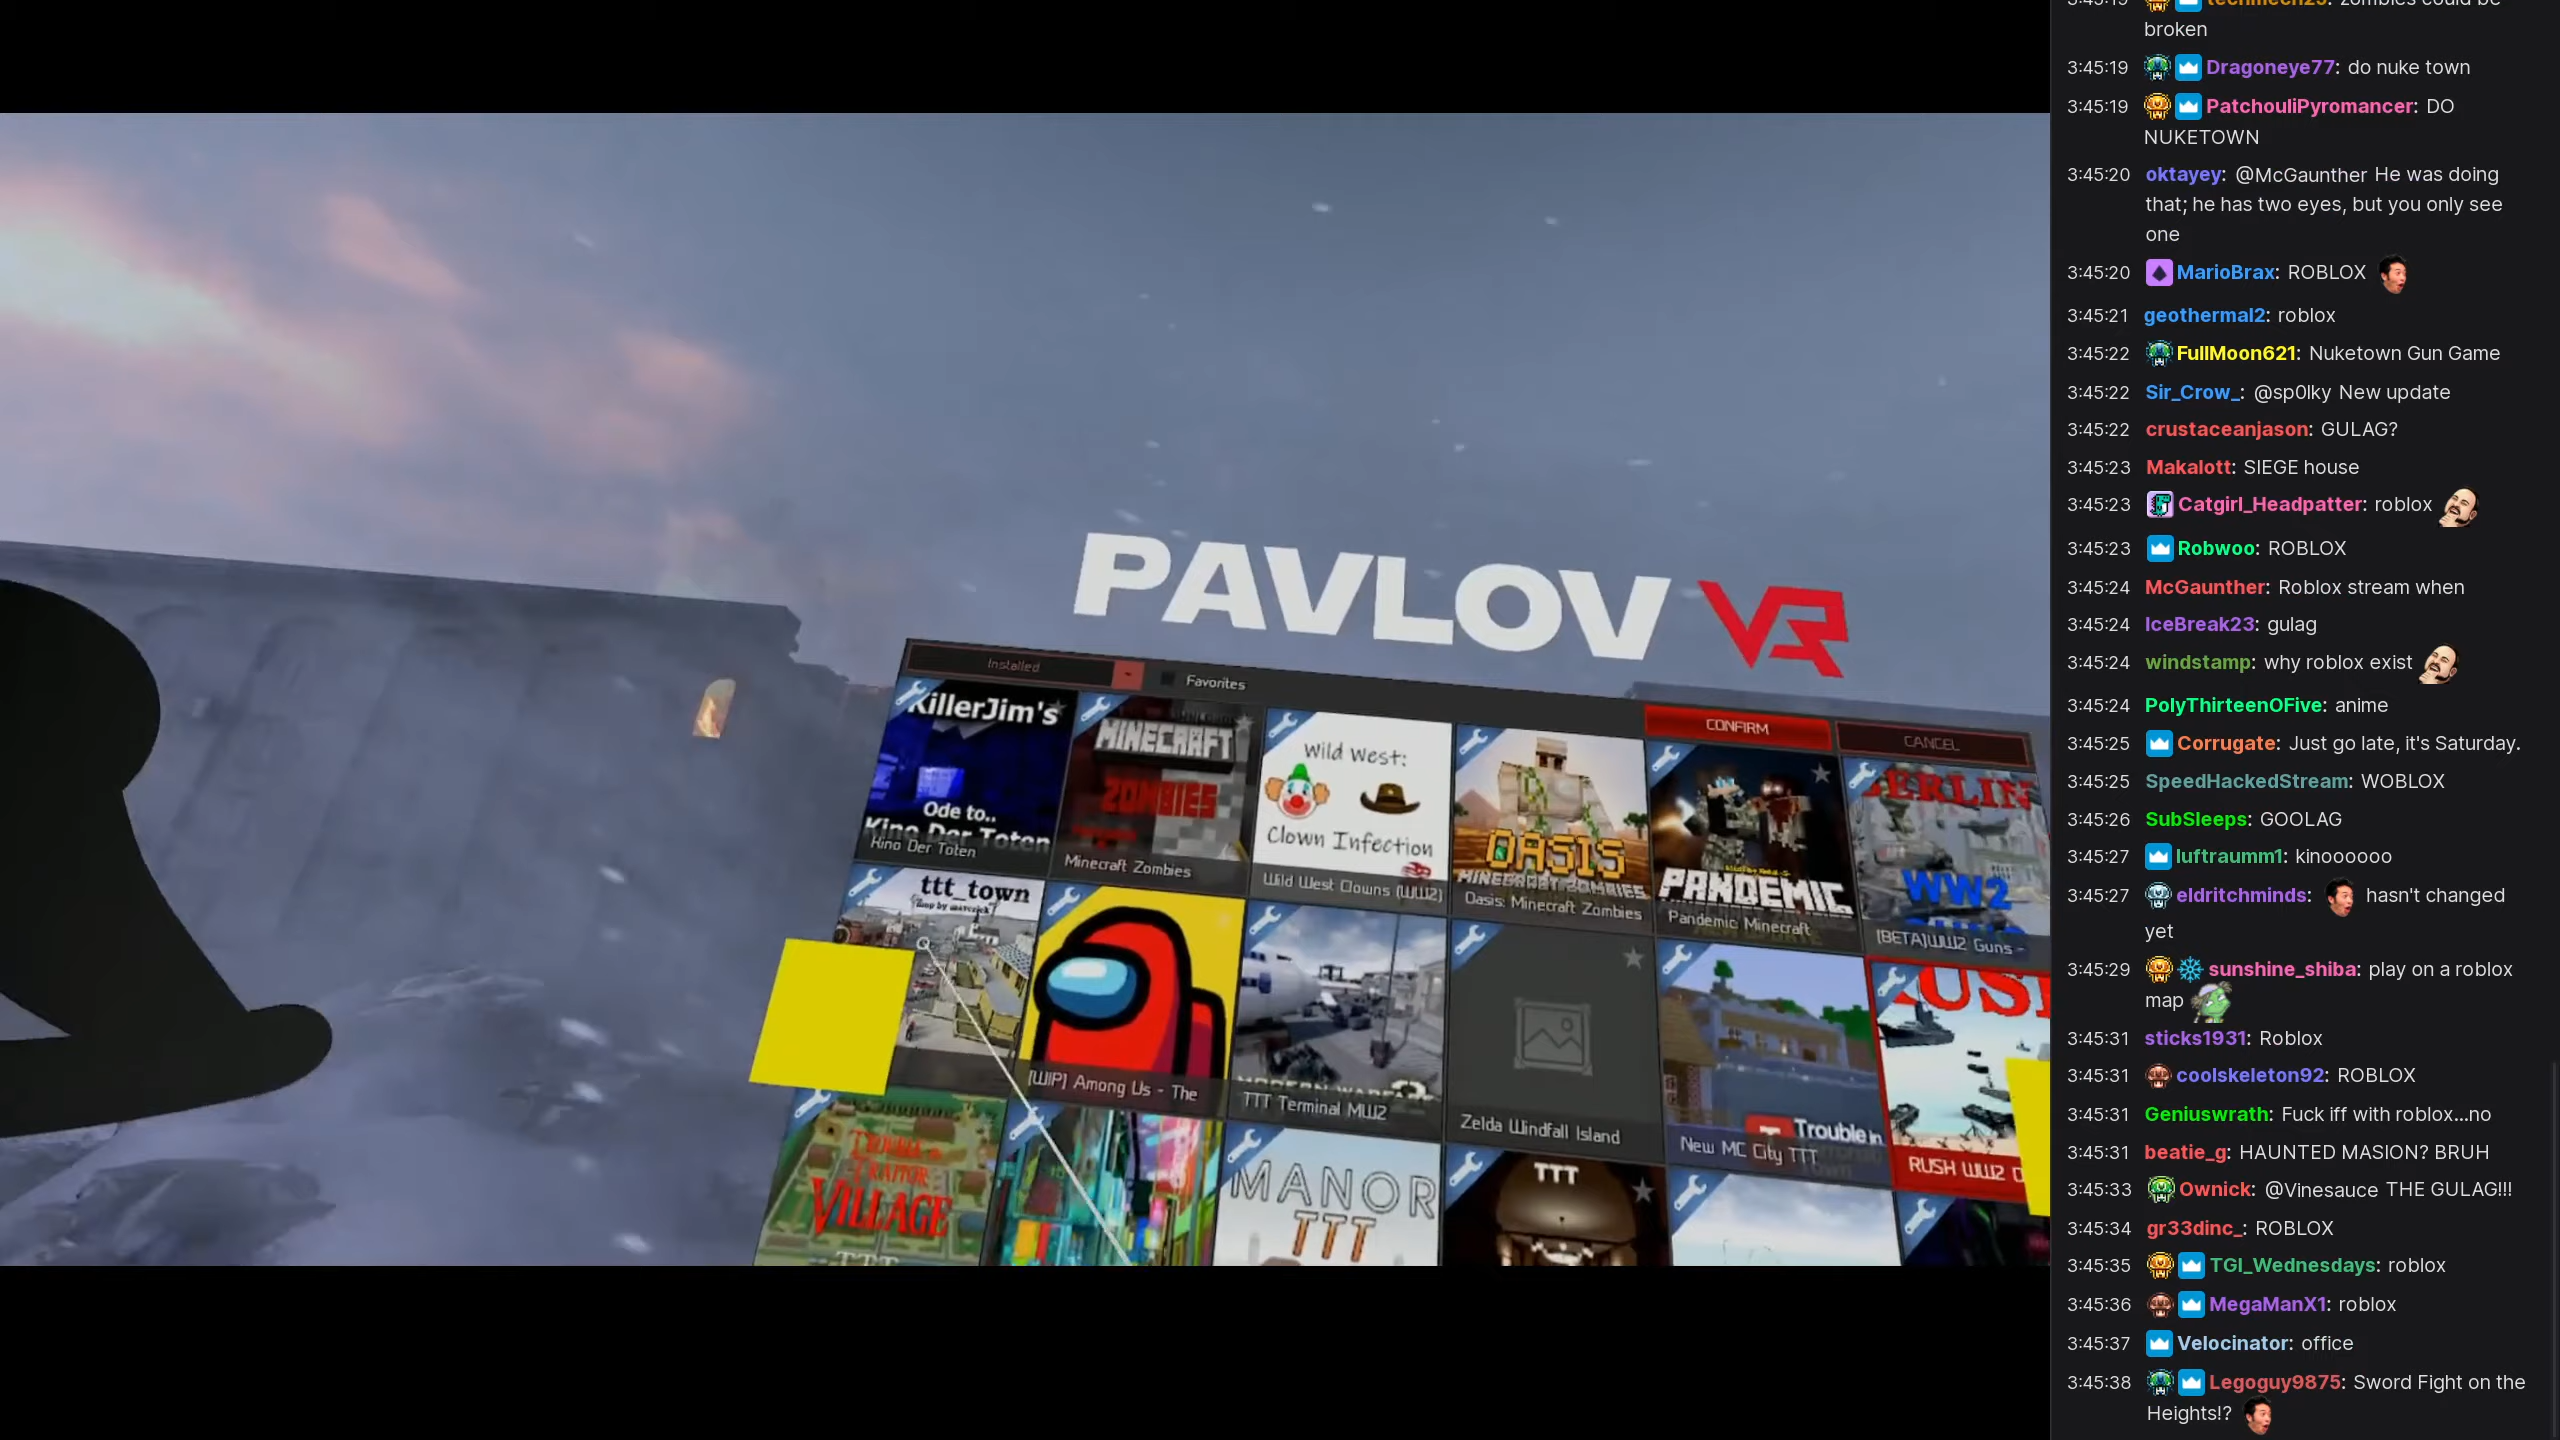 PAVLOV VR
Installed
Favorites
CONFIRM
CANCEL
KillerJim's
Ode to..
Kino Der Toten
Kino Der Toten
MINECRAFT
ZOMBIES
Minecraft Zombies
Wild West:
Clown Infection
Wild West Clowns (WW2)
OASIS
MINECRAFT ZOMBIES
Oasis: Minecraft Zombies
PANDEMIC
Pandemic Minecraft
BERLIN
WW2
[BETA]WW2 Guns -
ttt_town
[WIP] Among Us - The
TTT Terminal MW2
Zelda Windfall Island
Trouble in
New MC City TTT
RUSH WW2
TROUBLE in
TRAITOR
VILLAGE
TTT
MANOR
TTT
TTT
broken
3:45:19 Dragoneye77: do nuke town
3:45:19 PatchouliPyromancer: DO
NUKETOWN
3:45:20 oktayey: @McGaunther He was doing
that; he has two eyes, but you only see
one
3:45:20 MarioBrax: ROBLOX
3:45:21 geothermal2: roblox
3:45:22 FullMoon621: Nuketown Gun Game
3:45:22 Sir_Crow_: @sp0lky New update
3:45:22 crustaceanjason: GULAG?
3:45:23 Makalott: SIEGE house
3:45:23 Catgirl_Headpatter: roblox
3:45:23 Robwoo: ROBLOX
3:45:24 McGaunther: Roblox stream when
3:45:24 IceBreak23: gulag
3:45:24 windstamp: why roblox exist
3:45:24 PolyThirteenOFive: anime
3:45:25 Corrugate: Just go late, it's Saturday.
3:45:25 SpeedHackedStream: WOBLOX
3:45:26 SubSleeps: GOOLAG
3:45:27 luftraumm1: kinoooooo
3:45:27 eldritchminds: hasn't changed
yet
3:45:29 sunshine_shiba: play on a roblox
map
3:45:31 sticks1931: Roblox
3:45:31 coolskeleton92: ROBLOX
3:45:31 Geniuswrath: Fuck iff with roblox...no
3:45:31 beatie_g: HAUNTED MASION? BRUH
3:45:33 Ownick: @Vinesauce THE GULAG!!!
3:45:34 gr33dinc_: ROBLOX
3:45:35 TGI_Wednesdays: roblox
3:45:36 MegaManX1: roblox
3:45:37 Velocinator: office
3:45:38 Legoguy9875: Sword Fight on the
Heights!?